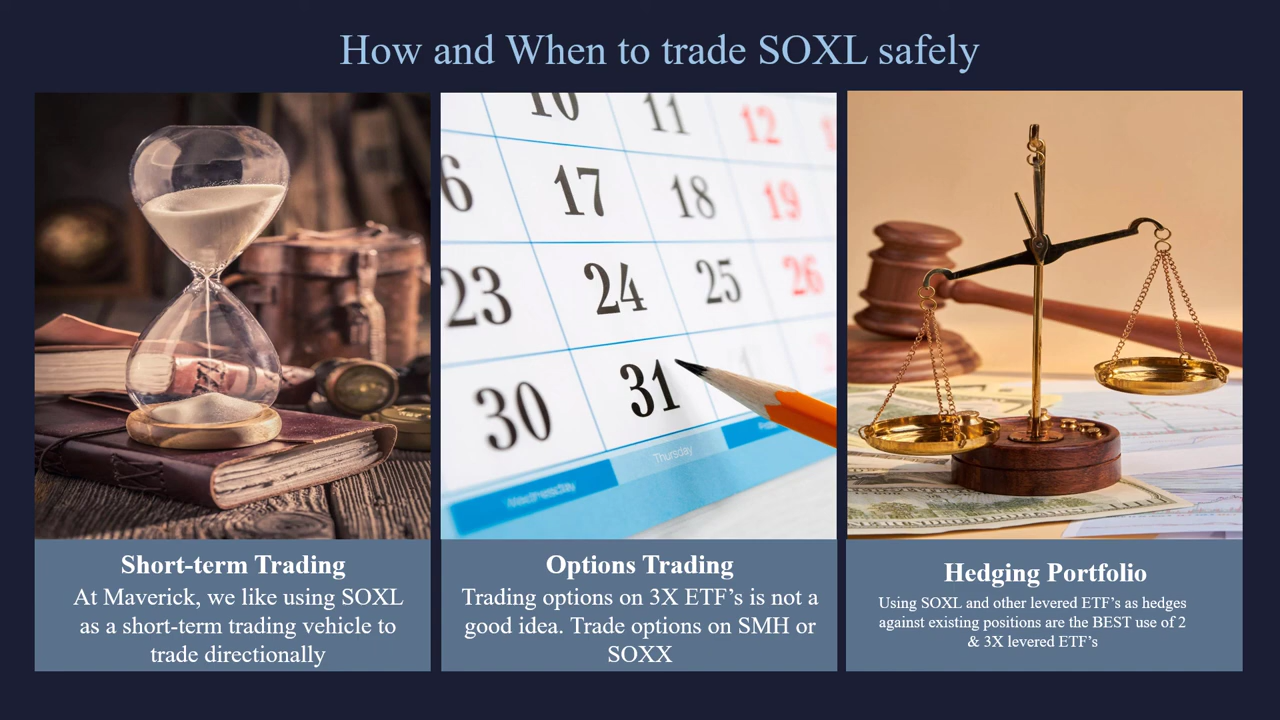 How and When to trade SOXL safely
10 11 12
6 17 18 19
23 24 25 26
30 31 1
Wednesday Thursday
Short-term Trading
At Maverick, we like using SOXL
as a short-term trading vehicle to
trade directionally
Options Trading
Trading options on 3X ETF’s is not a
good idea. Trade options on SMH or
SOXX
Hedging Portfolio
Using SOXL and other levered ETF’s as hedges
against existing positions are the BEST use of 2
& 3X levered ETF’s